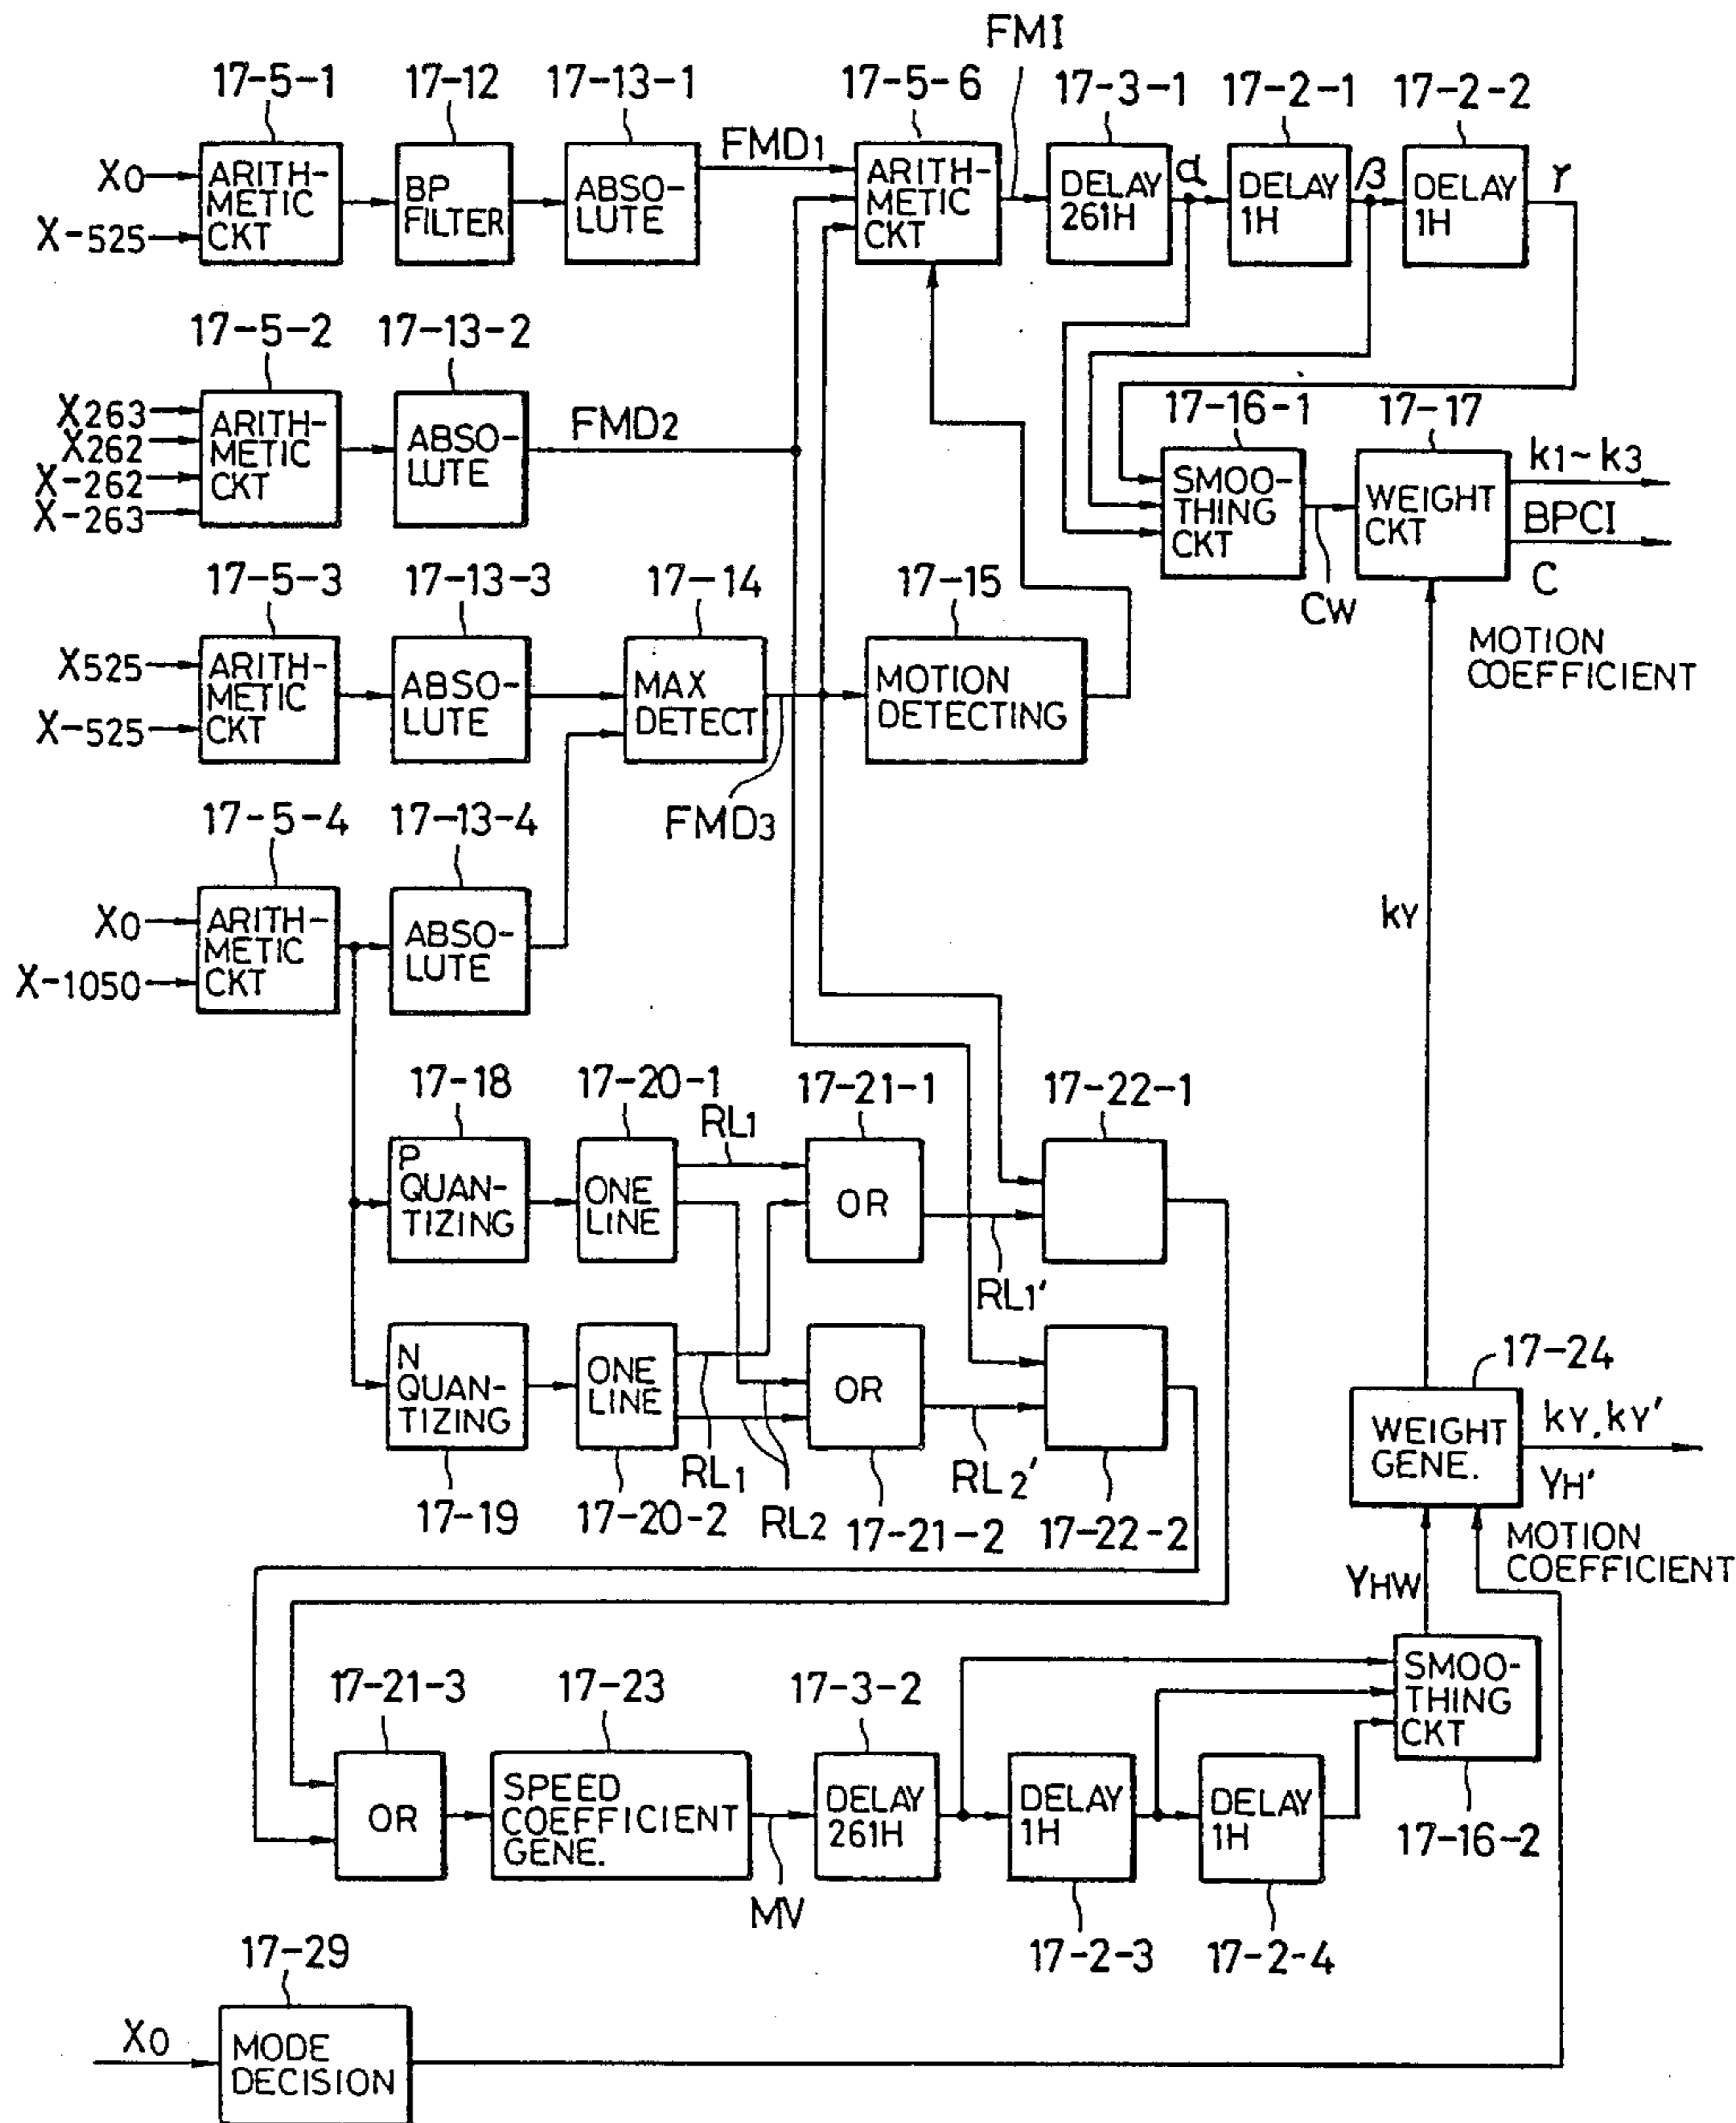 FMI
17-5-1
17-12
17-13-1
17-5-6
17-3-1
17-2-1
17-2-2
X0
X-525
ARITH-
METIC
CKT
BP
FILTER
ABSO-
LUTE
FMD1
ARITH-
METIC
CKT
DELAY
261H
α
DELAY
1H
β
DELAY
1H
γ
17-5-2
17-13-2
X263
X262
X-262
X-263
ARITH-
METIC
CKT
ABSO-
LUTE
FMD2
17-16-1
17-17
SMOO-
THING
CKT
CW
WEIGHT
CKT
k1~k3
BPCI
C
MOTION
COEFFICIENT
17-5-3
17-13-3
17-14
17-15
X525
X-525
ARITH-
METIC
CKT
ABSO-
LUTE
MAX
DETECT
MOTION
DETECTING
FMD3
17-5-4
17-13-4
X0
X-1050
ARITH-
METIC
CKT
ABSO-
LUTE
kY
17-18
17-20-1
17-21-1
17-22-1
P
QUAN-
TIZING
ONE
LINE
RL1
OR
RL1'
N
QUAN-
TIZING
ONE
LINE
OR
RL1
RL2
RL2'
17-19
17-20-2
17-21-2
17-22-2
17-24
WEIGHT
GENE.
kY, kY'
YH'
MOTION
COEFFICIENT
YHW
17-21-3
17-23
17-3-2
SMOO-
THING
CKT
17-16-2
OR
SPEED
COEFFICIENT
GENE.
MV
DELAY
261H
DELAY
1H
DELAY
1H
17-2-3
17-2-4
17-29
X0
MODE
DECISION